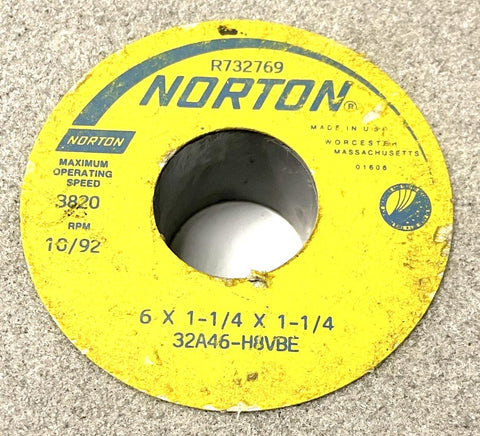 R732769
NORTON®
NORTON
MADE IN U.S.A.
WORCESTER
MASSACHUSETTS
01606
MAXIMUM
OPERATING
SPEED
3820
RPM
10/92
6 X 1-1/4 X 1-1/4
32A46-H8VBE